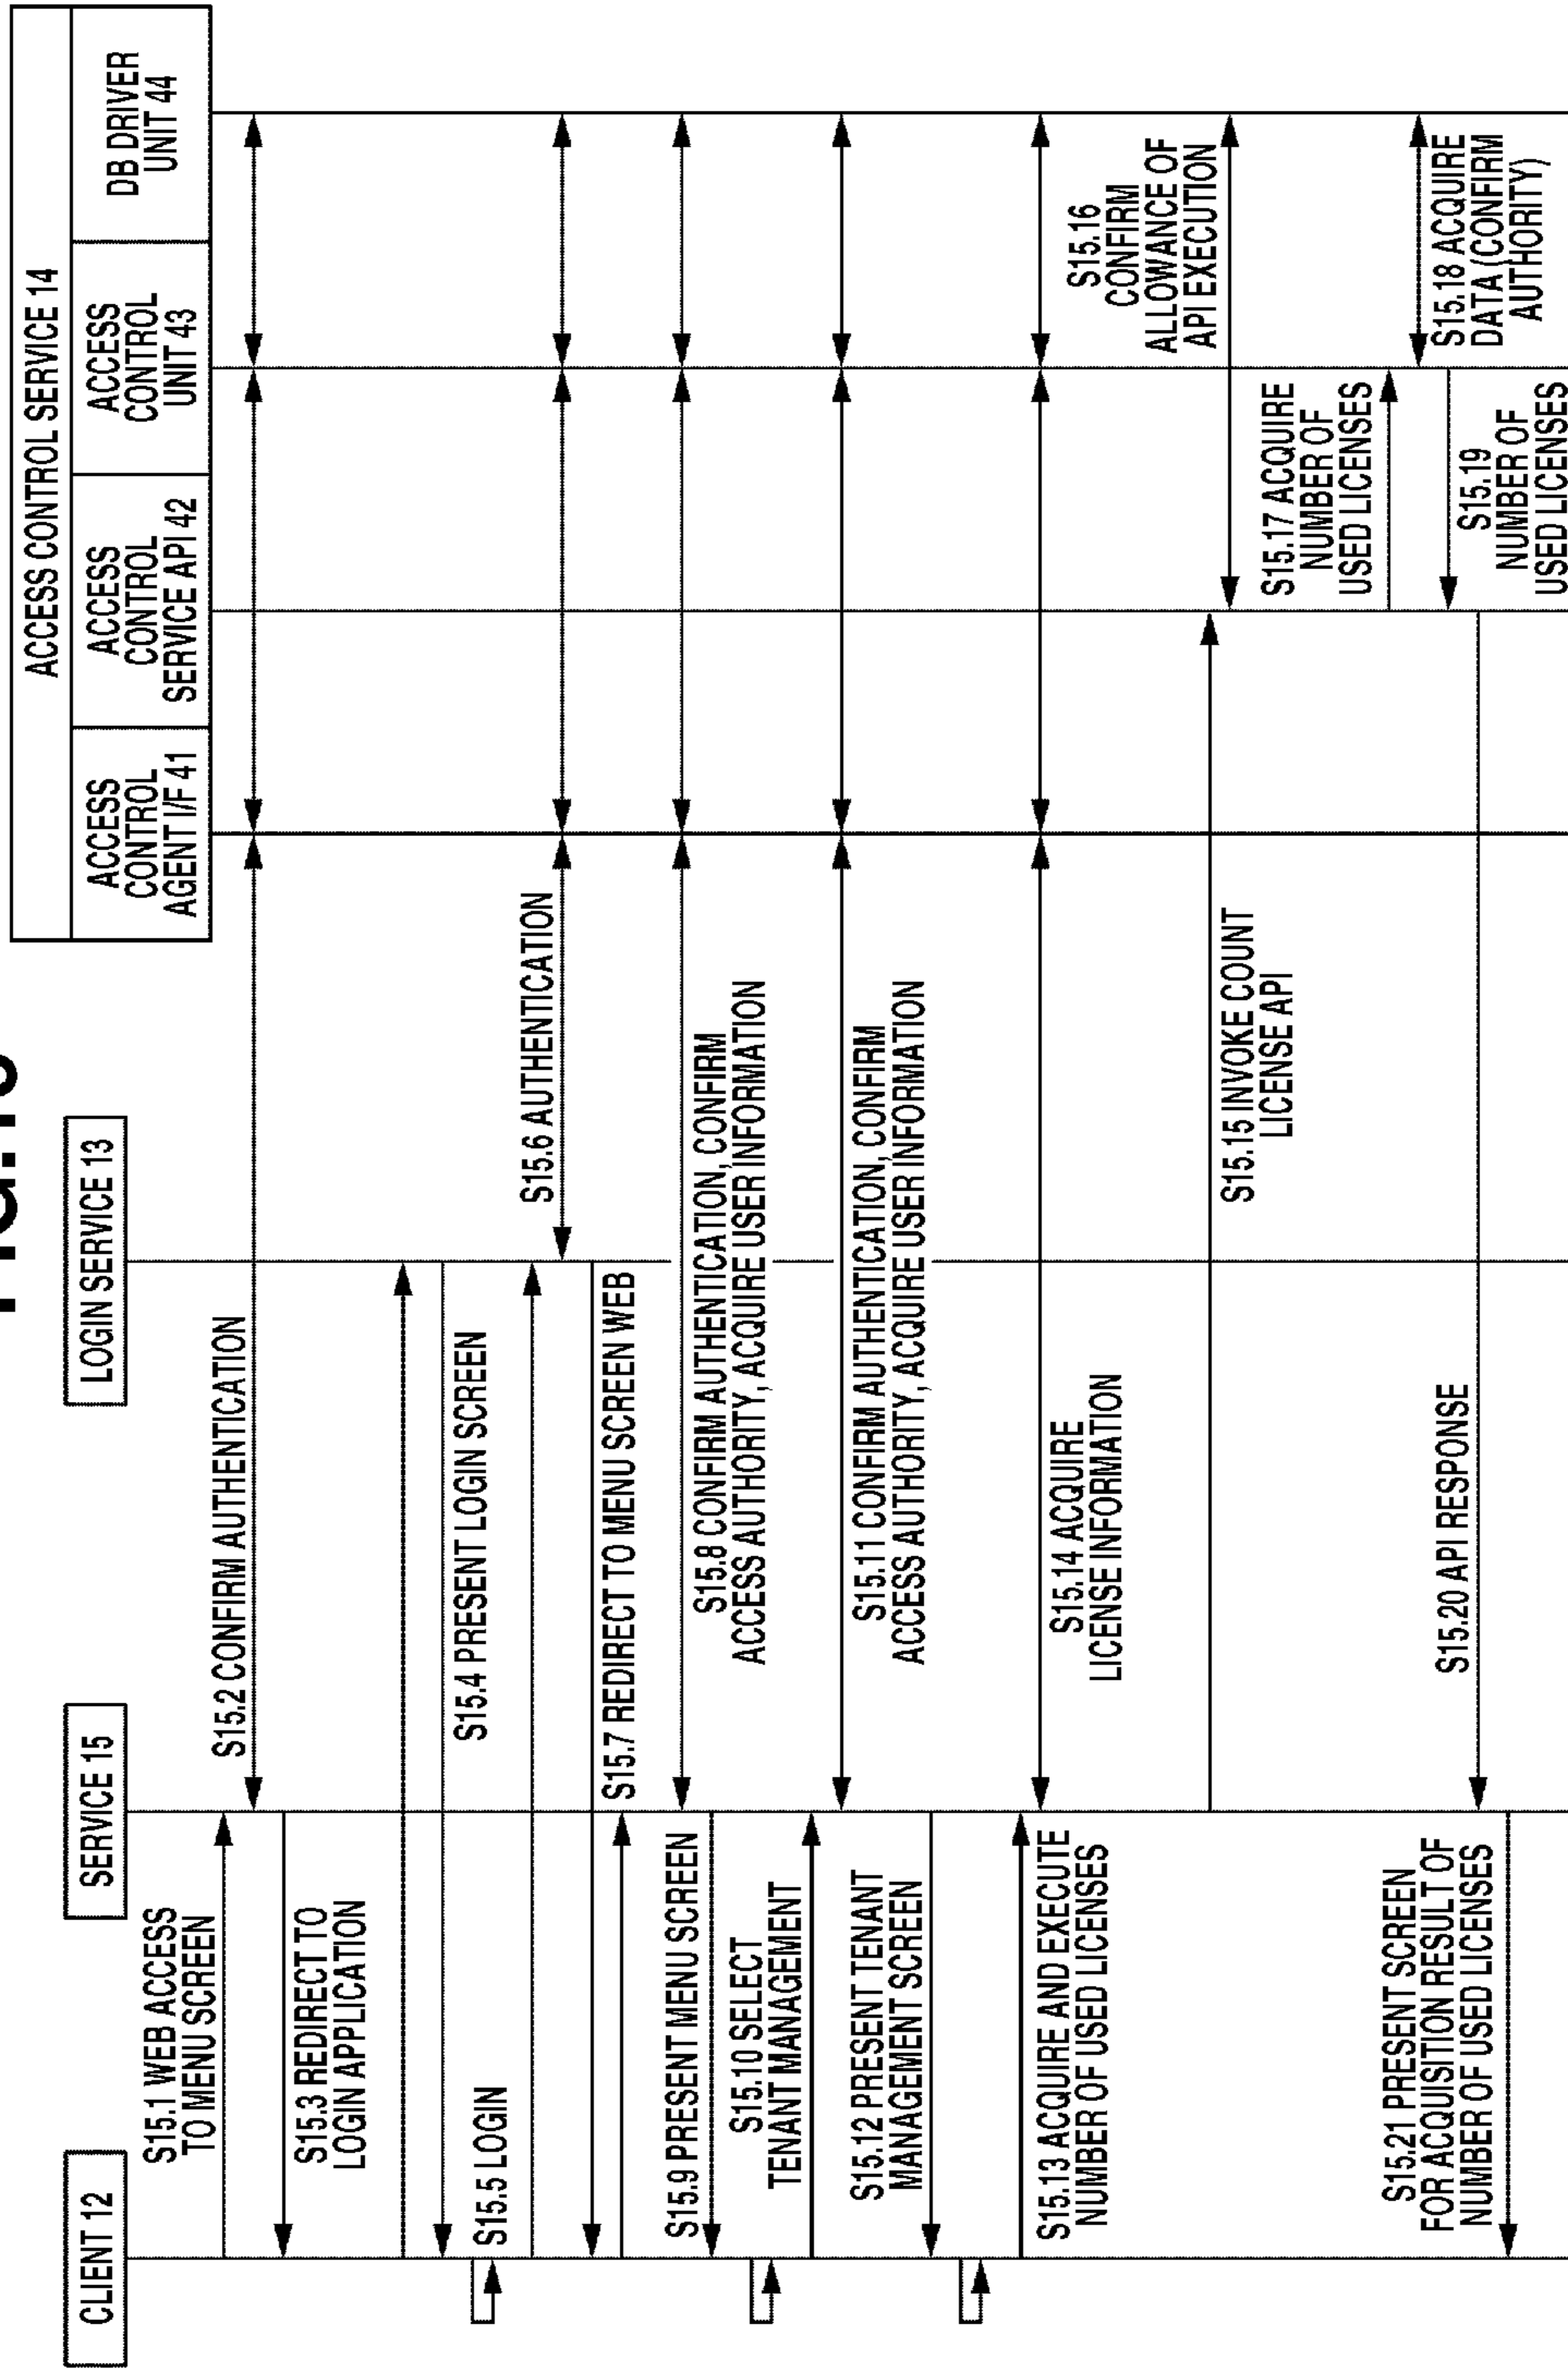 CLIENT 12
SERVICE 15
LOGIN SERVICE 13
ACCESS CONTROL SERVICE 14
ACCESS
CONTROL
AGENT I/F 41
ACCESS
CONTROL
SERVICE API 42
ACCESS
CONTROL
UNIT 43
DB DRIVER
UNIT 44
S15.1 WEB ACCESS
TO MENU SCREEN
S15.2 CONFIRM AUTHENTICATION
S15.3 REDIRECT TO
LOGIN APPLICATION
S15.4 PRESENT LOGIN SCREEN
S15.5 LOGIN
S15.6 AUTHENTICATION
S15.7 REDIRECT TO MENU SCREEN WEB
S15.8 CONFIRM AUTHENTICATION, CONFIRM
ACCESS AUTHORITY, ACQUIRE USER INFORMATION
S15.9 PRESENT MENU SCREEN
S15.10 SELECT
TENANT MANAGEMENT
S15.11 CONFIRM AUTHENTICATION, CONFIRM
ACCESS AUTHORITY, ACQUIRE USER INFORMATION
S15.12 PRESENT TENANT
MANAGEMENT SCREEN
S15.13 ACQUIRE AND EXECUTE
NUMBER OF USED LICENSES
S15.14 ACQUIRE
LICENSE INFORMATION
S15.15 INVOKE COUNT
LICENSE API
S15.16
CONFIRM
ALLOWANCE OF
API EXECUTION
S15.17 ACQUIRE
NUMBER OF
USED LICENSES
S15.18 ACQUIRE
DATA (CONFIRM
AUTHORITY)
S15.19
NUMBER OF
USED LICENSES
S15.20 API RESPONSE
S15.21 PRESENT SCREEN
FOR ACQUISITION RESULT OF
NUMBER OF USED LICENSES